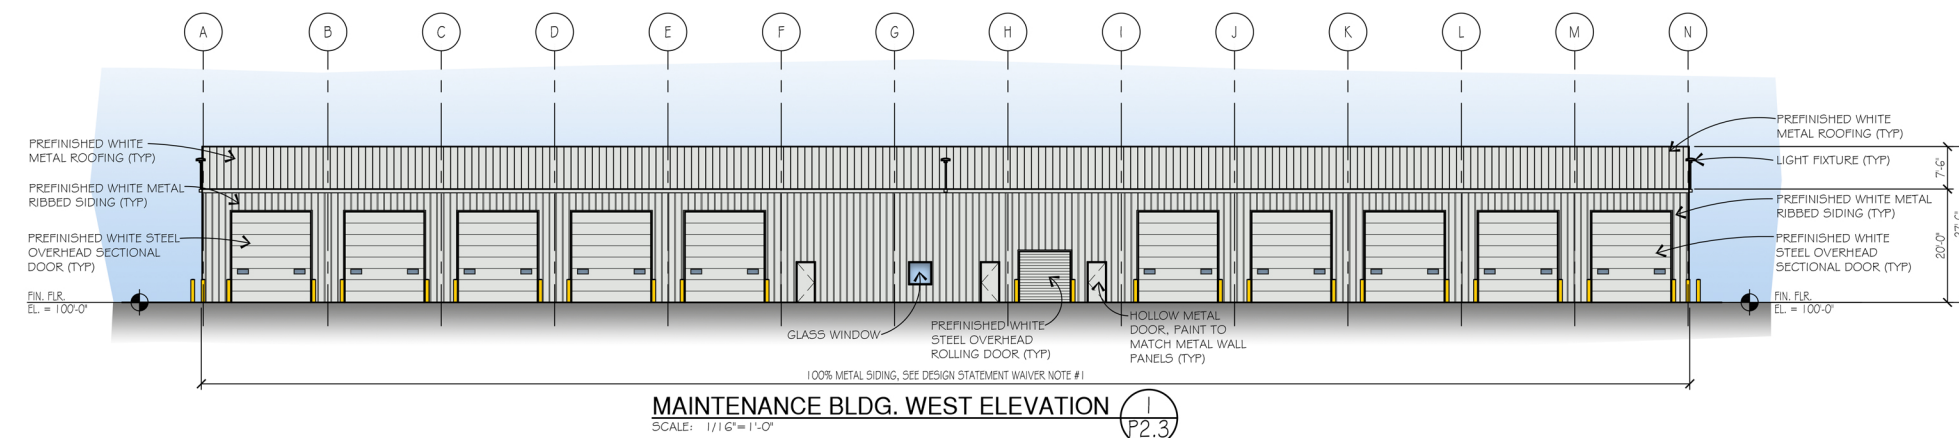 A B C D E F G H I J K L M N
PREFINISHED WHITE
METAL ROOFING (TYP)
PREFINISHED WHITE METAL
RIBBED SIDING (TYP)
PREFINISHED WHITE STEEL
OVERHEAD SECTIONAL
DOOR (TYP)
FIN. FLR.
EL. = 100'-0"
PREFINISHED WHITE
METAL ROOFING (TYP)
LIGHT FIXTURE (TYP)
PREFINISHED WHITE METAL
RIBBED SIDING (TYP)
PREFINISHED WHITE
STEEL OVERHEAD
SECTIONAL DOOR (TYP)
FIN. FLR.
EL. = 100'-0"
7'-6"
20'-0"
GLASS WINDOW
PREFINISHED WHITE
STEEL OVERHEAD
ROLLING DOOR (TYP)
HOLLOW METAL
DOOR, PAINT TO
MATCH METAL WALL
PANELS (TYP)
100% METAL SIDING, SEE DESIGN STATEMENT WAIVER NOTE #1
MAINTENANCE BLDG. WEST ELEVATION
SCALE: 1/16"=1'-0"
1
P2.3